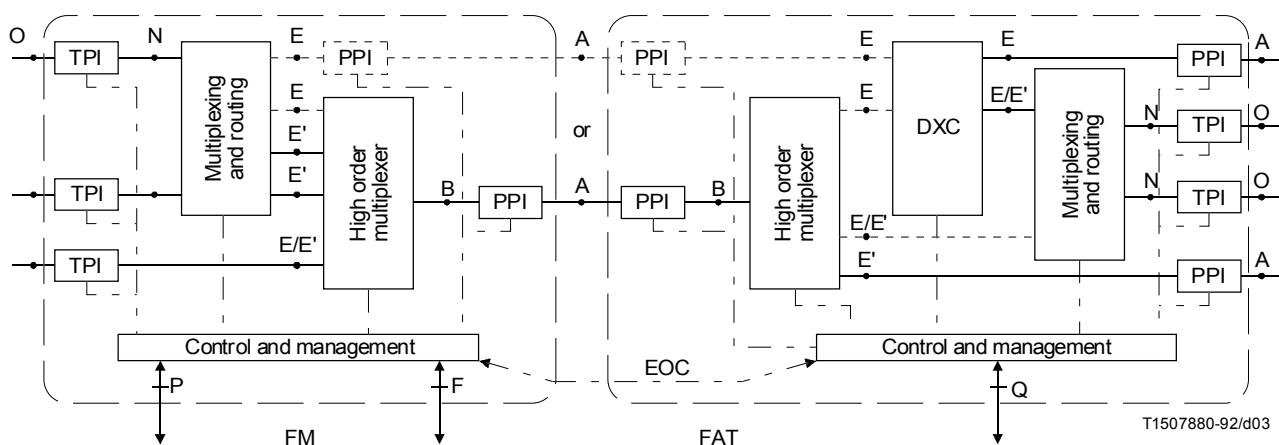 O
TPI
N
E
PPI
A
PPI
E
E
PPI
A
Multiplexing
and routing
E
E'
or
E
DXC
E/E'
N
TPI
O
TPI
E'
High order
multiplexer
B
PPI
A
PPI
B
High order
multiplexer
Multiplexing
and routing
N
TPI
O
TPI
E/E'
E/E'
E'
PPI
A
Control and management
EOC
Control and management
P
F
Q
FM
FAT
T1507880-92/d03